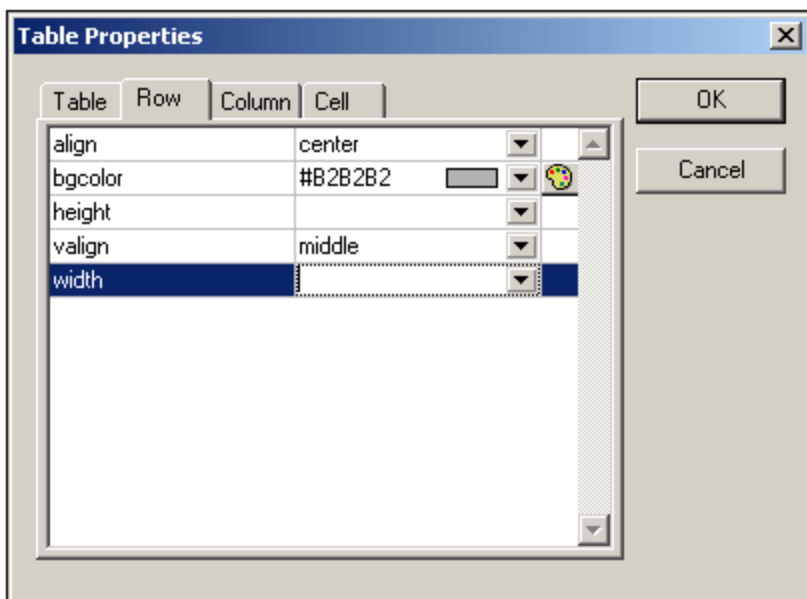 Table Properties
Table Row Column Cell
OK
Cancel
align center
bgcolor #B2B2B2
height
valign middle
width